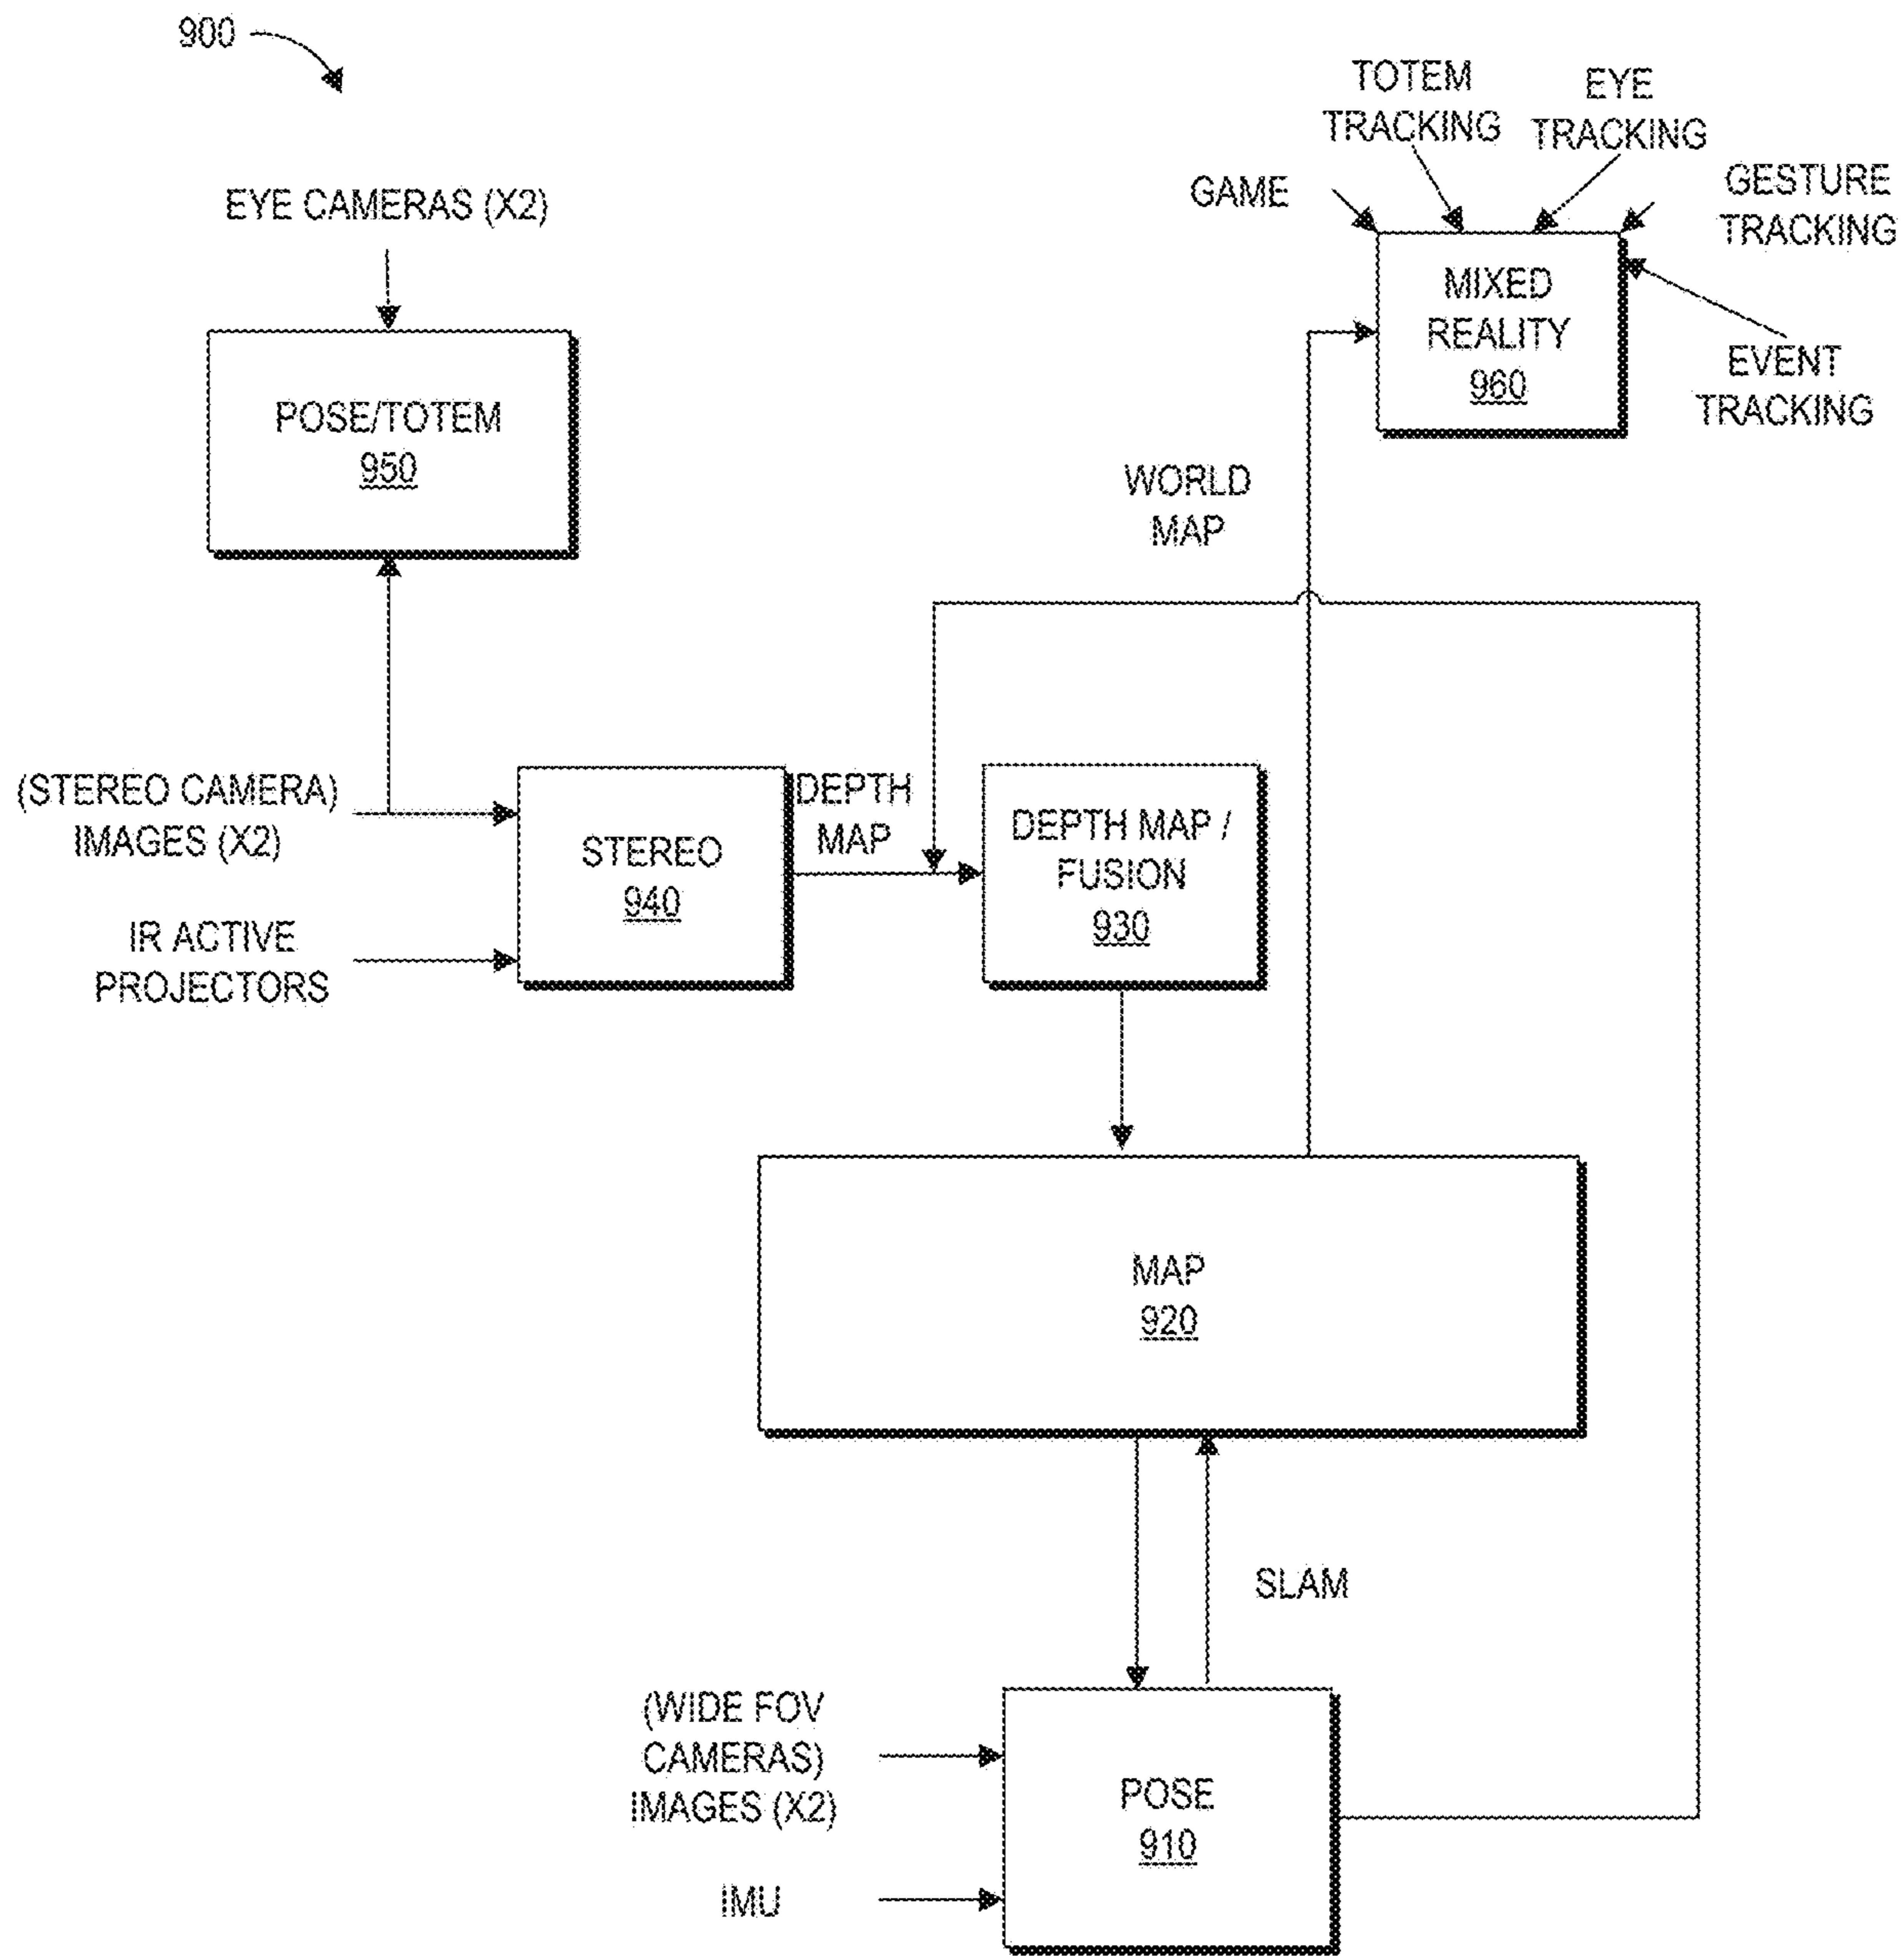 900
TOTEM
TRACKING
EYE
TRACKING
GAME
GESTURE
TRACKING
EYE CAMERAS (X2)
MIXED
REALITY
960
EVENT
TRACKING
POSE/TOTEM
950
WORLD
MAP
(STEREO CAMERA)
IMAGES (X2)
IR ACTIVE
PROJECTORS
STEREO
940
DEPTH
MAP
DEPTH MAP /
FUSION
930
MAP
920
SLAM
(WIDE FOV
CAMERAS)
IMAGES (X2)
IMU
POSE
910